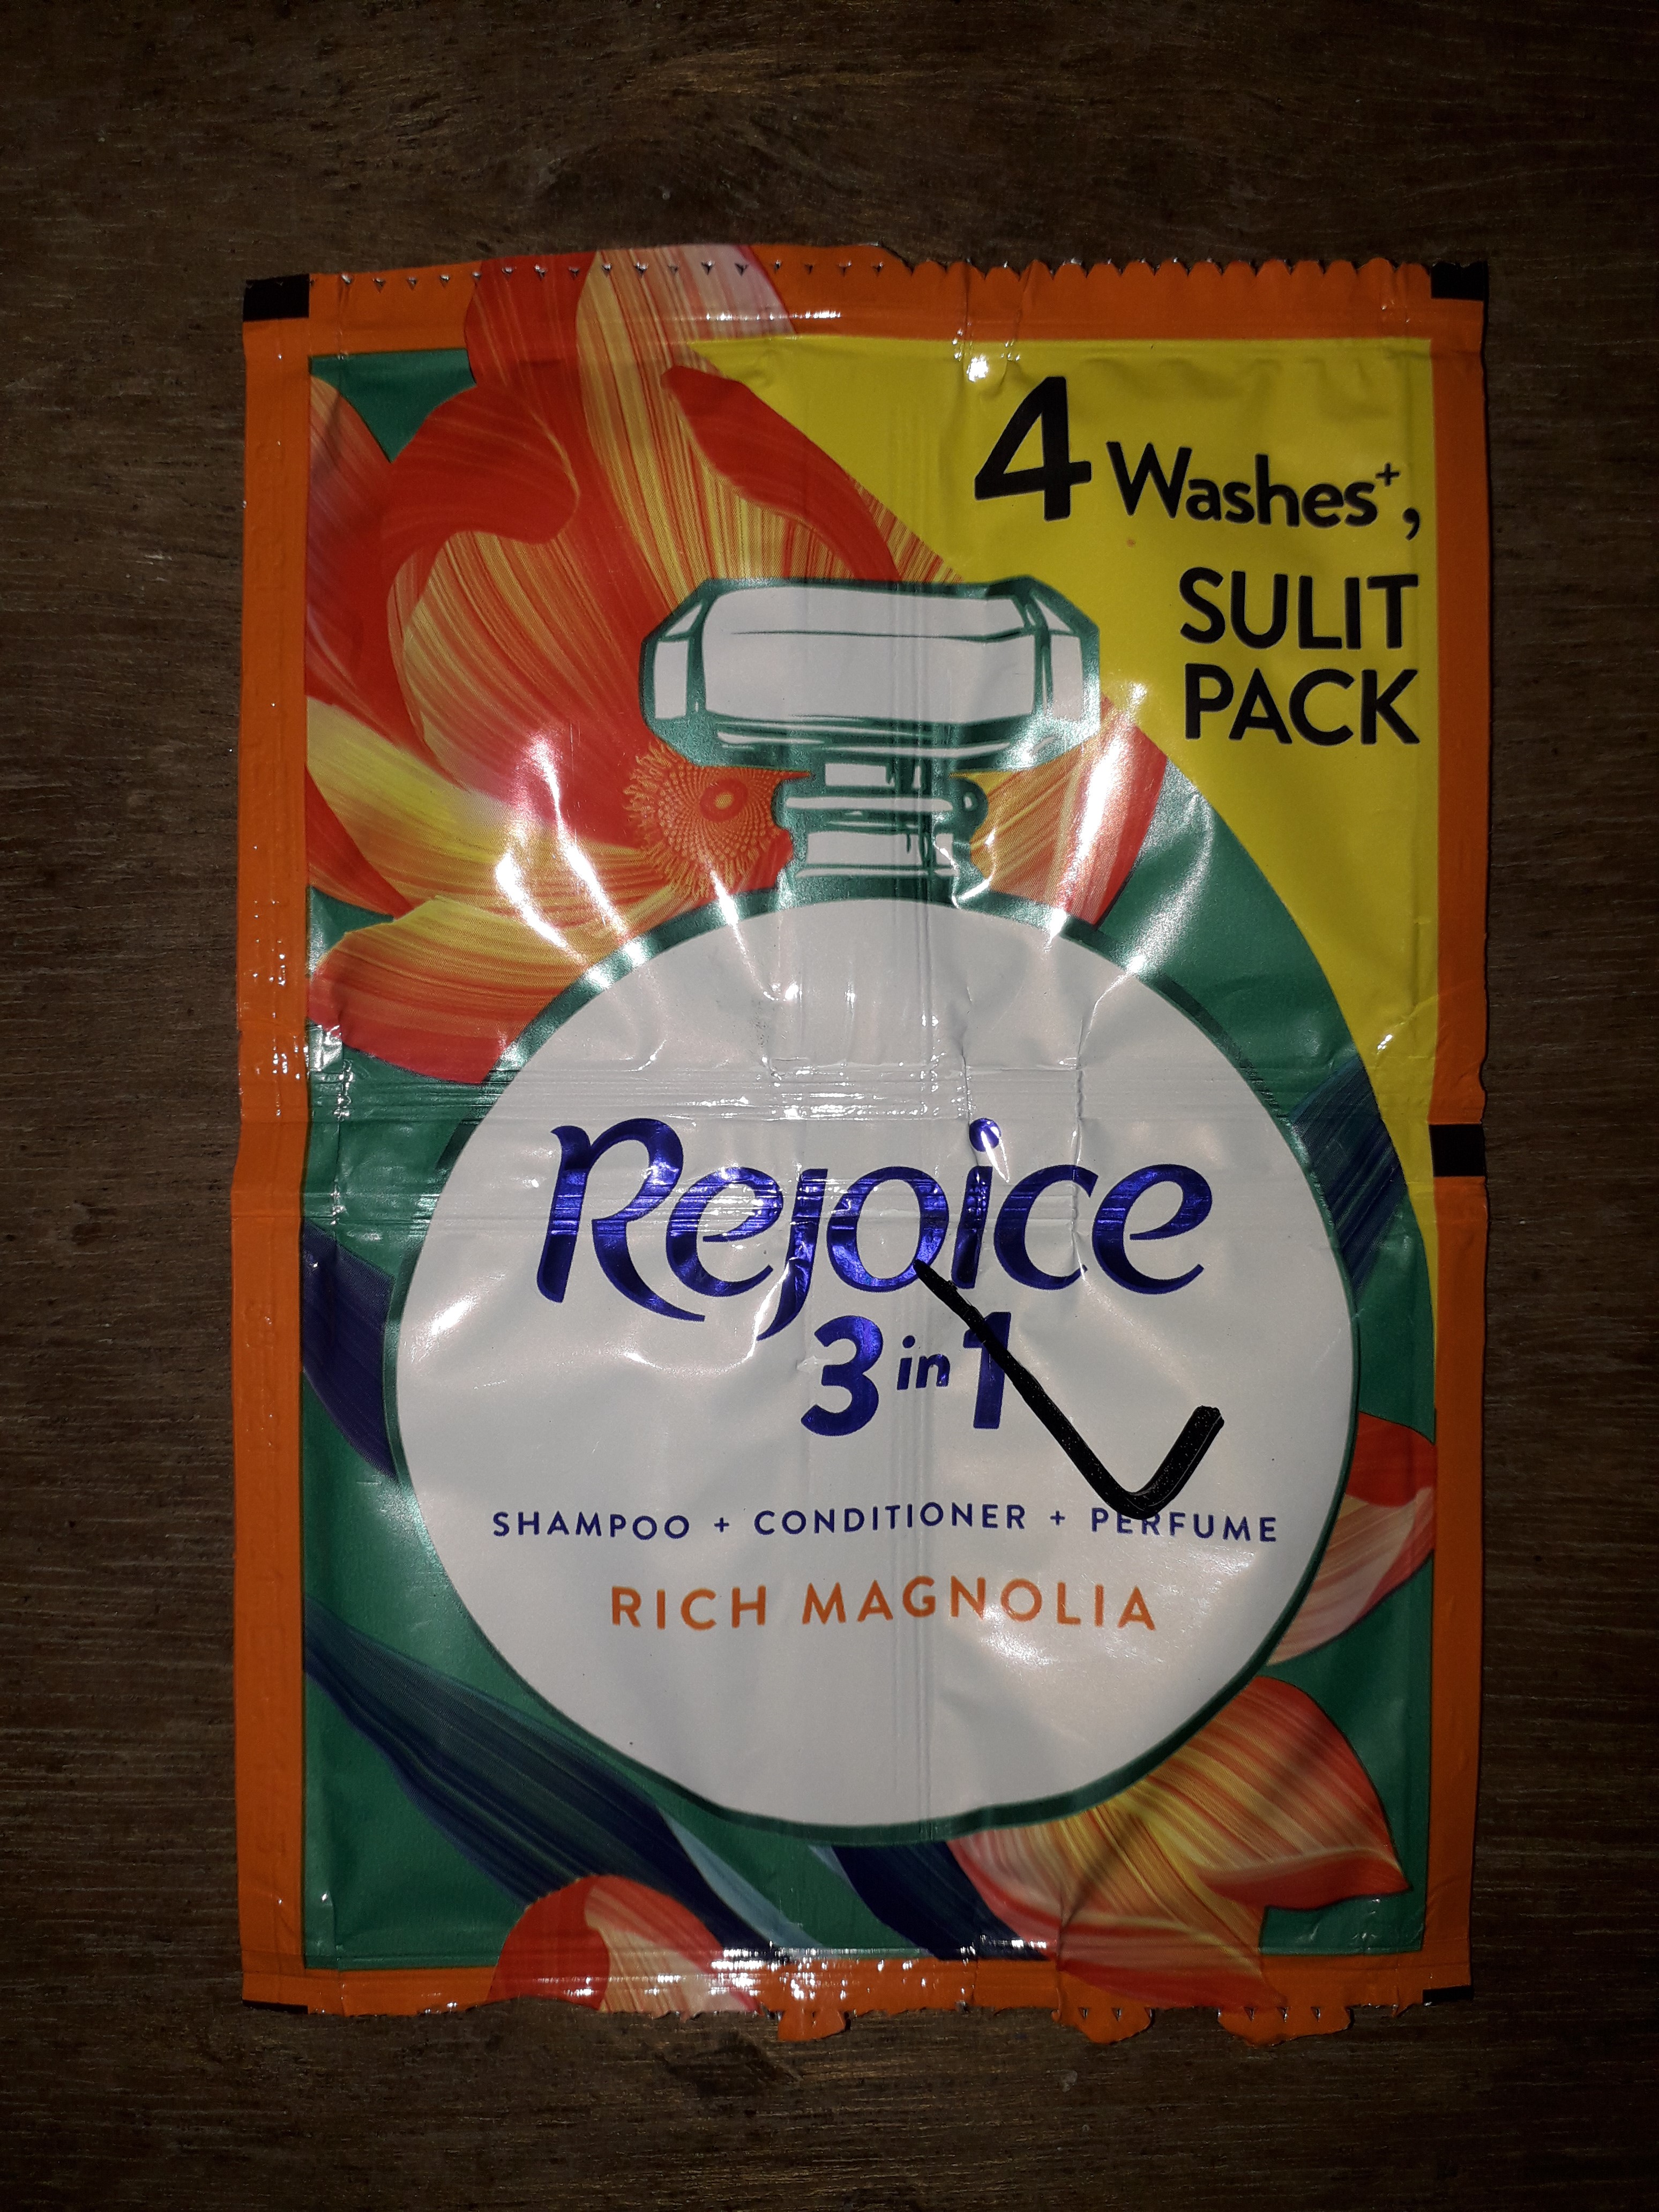 4 Washes⁺,
SULIT
PACK
Rejoice
3 in 1
SHAMPOO + CONDITIONER + PERFUME
RICH MAGNOLIA